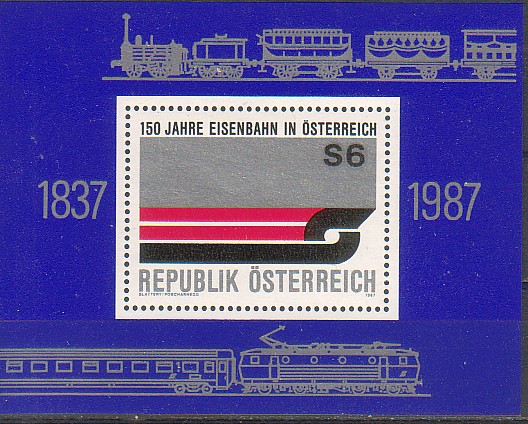 150 JAHRE EISENBAHN IN ÖSTERREICH
S6
1837
1987
REPUBLIK ÖSTERREICH
1987